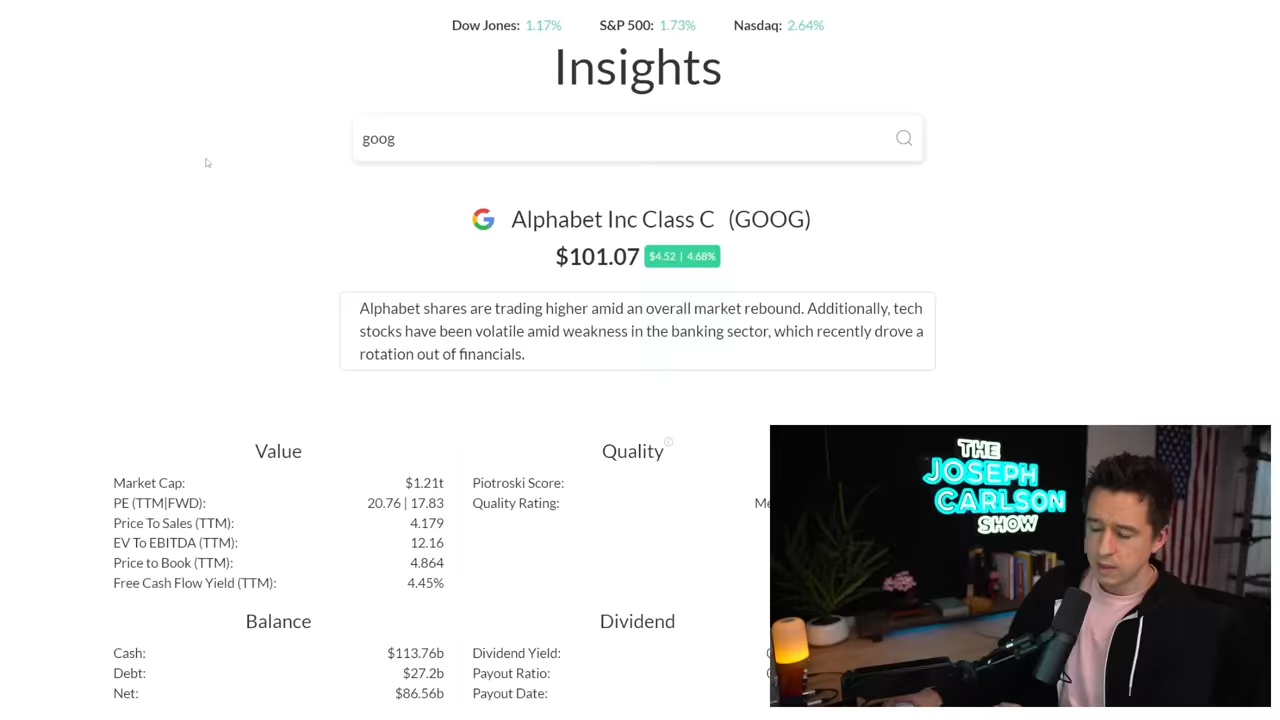 Dow Jones: 1.17% S&P 500: 1.73% Nasdaq: 2.64%
Insights
goog
Alphabet Inc Class C (GOOG)
$101.07 $4.52 | 4.68%
Alphabet shares are trading higher amid an overall market rebound. Additionally, tech
stocks have been volatile amid weakness in the banking sector, which recently drove a
rotation out of financials.
Value
Market Cap: $1.21t
PE (TTM|FWD): 20.76 | 17.83
Price To Sales (TTM): 4.179
EV To EBITDA (TTM): 12.16
Price to Book (TTM): 4.864
Free Cash Flow Yield (TTM): 4.45%
Quality
Piotroski Score:
Quality Rating:
Balance
Cash: $113.76b
Debt: $27.2b
Net: $86.56b
Dividend
Dividend Yield:
Payout Ratio:
Payout Date:
THE
JOSEPH
CARLSON
SHOW